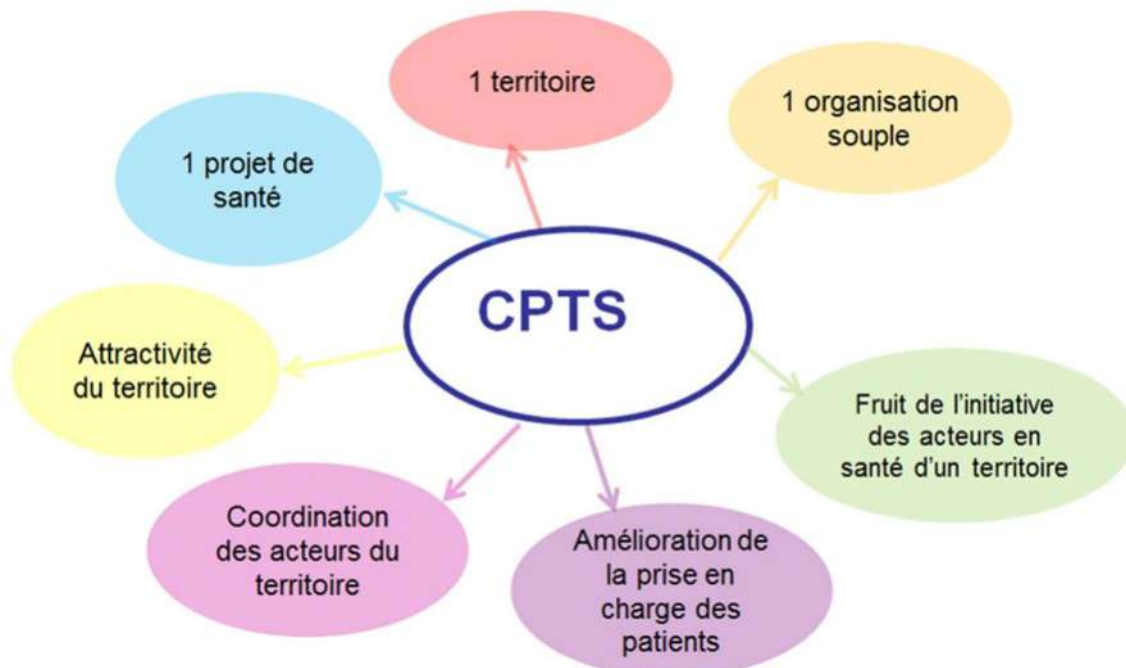 1 territoire
1 organisation
souple
1 projet de
santé
CPTS
Attractivité
du territoire
Fruit de l’initiative
des acteurs en
santé d’un territoire
Coordination
des acteurs du
territoire
Amélioration de
la prise en
charge des
patients